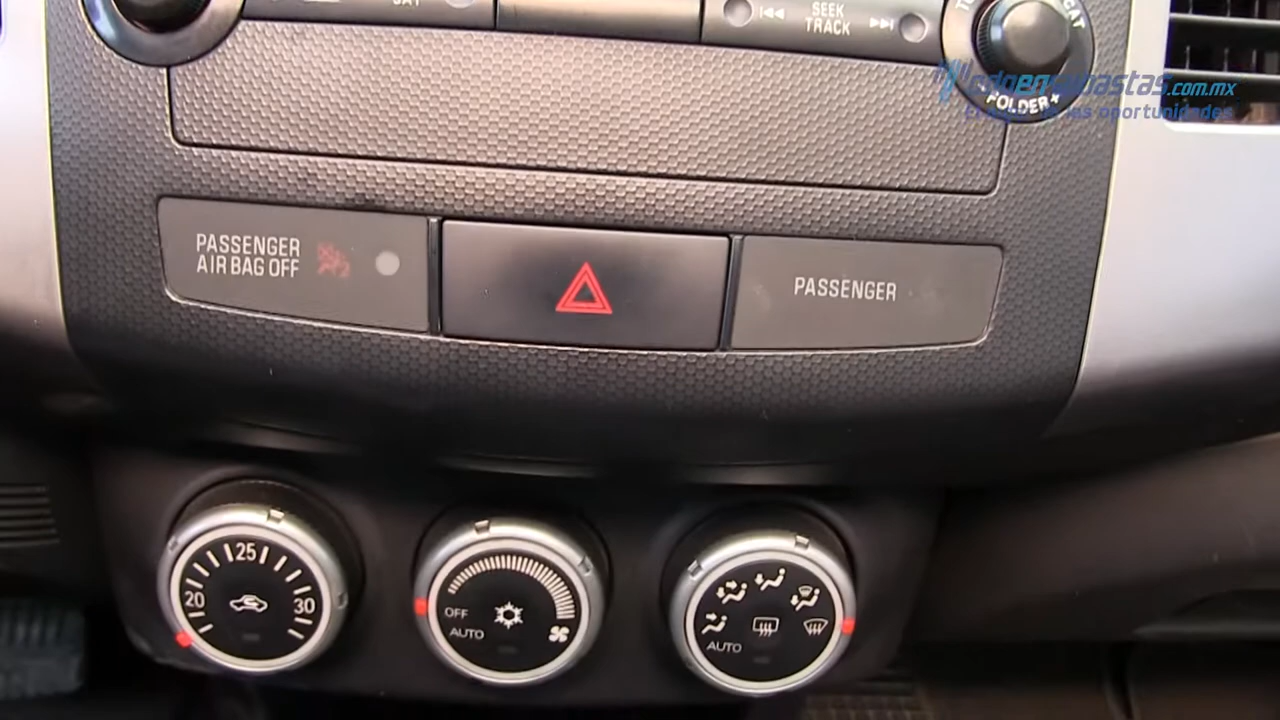 SEEK
TRACK
FOLDER+
PASSENGER
AIR BAG OFF
PASSENGER
20
25
30
OFF
AUTO
AUTO